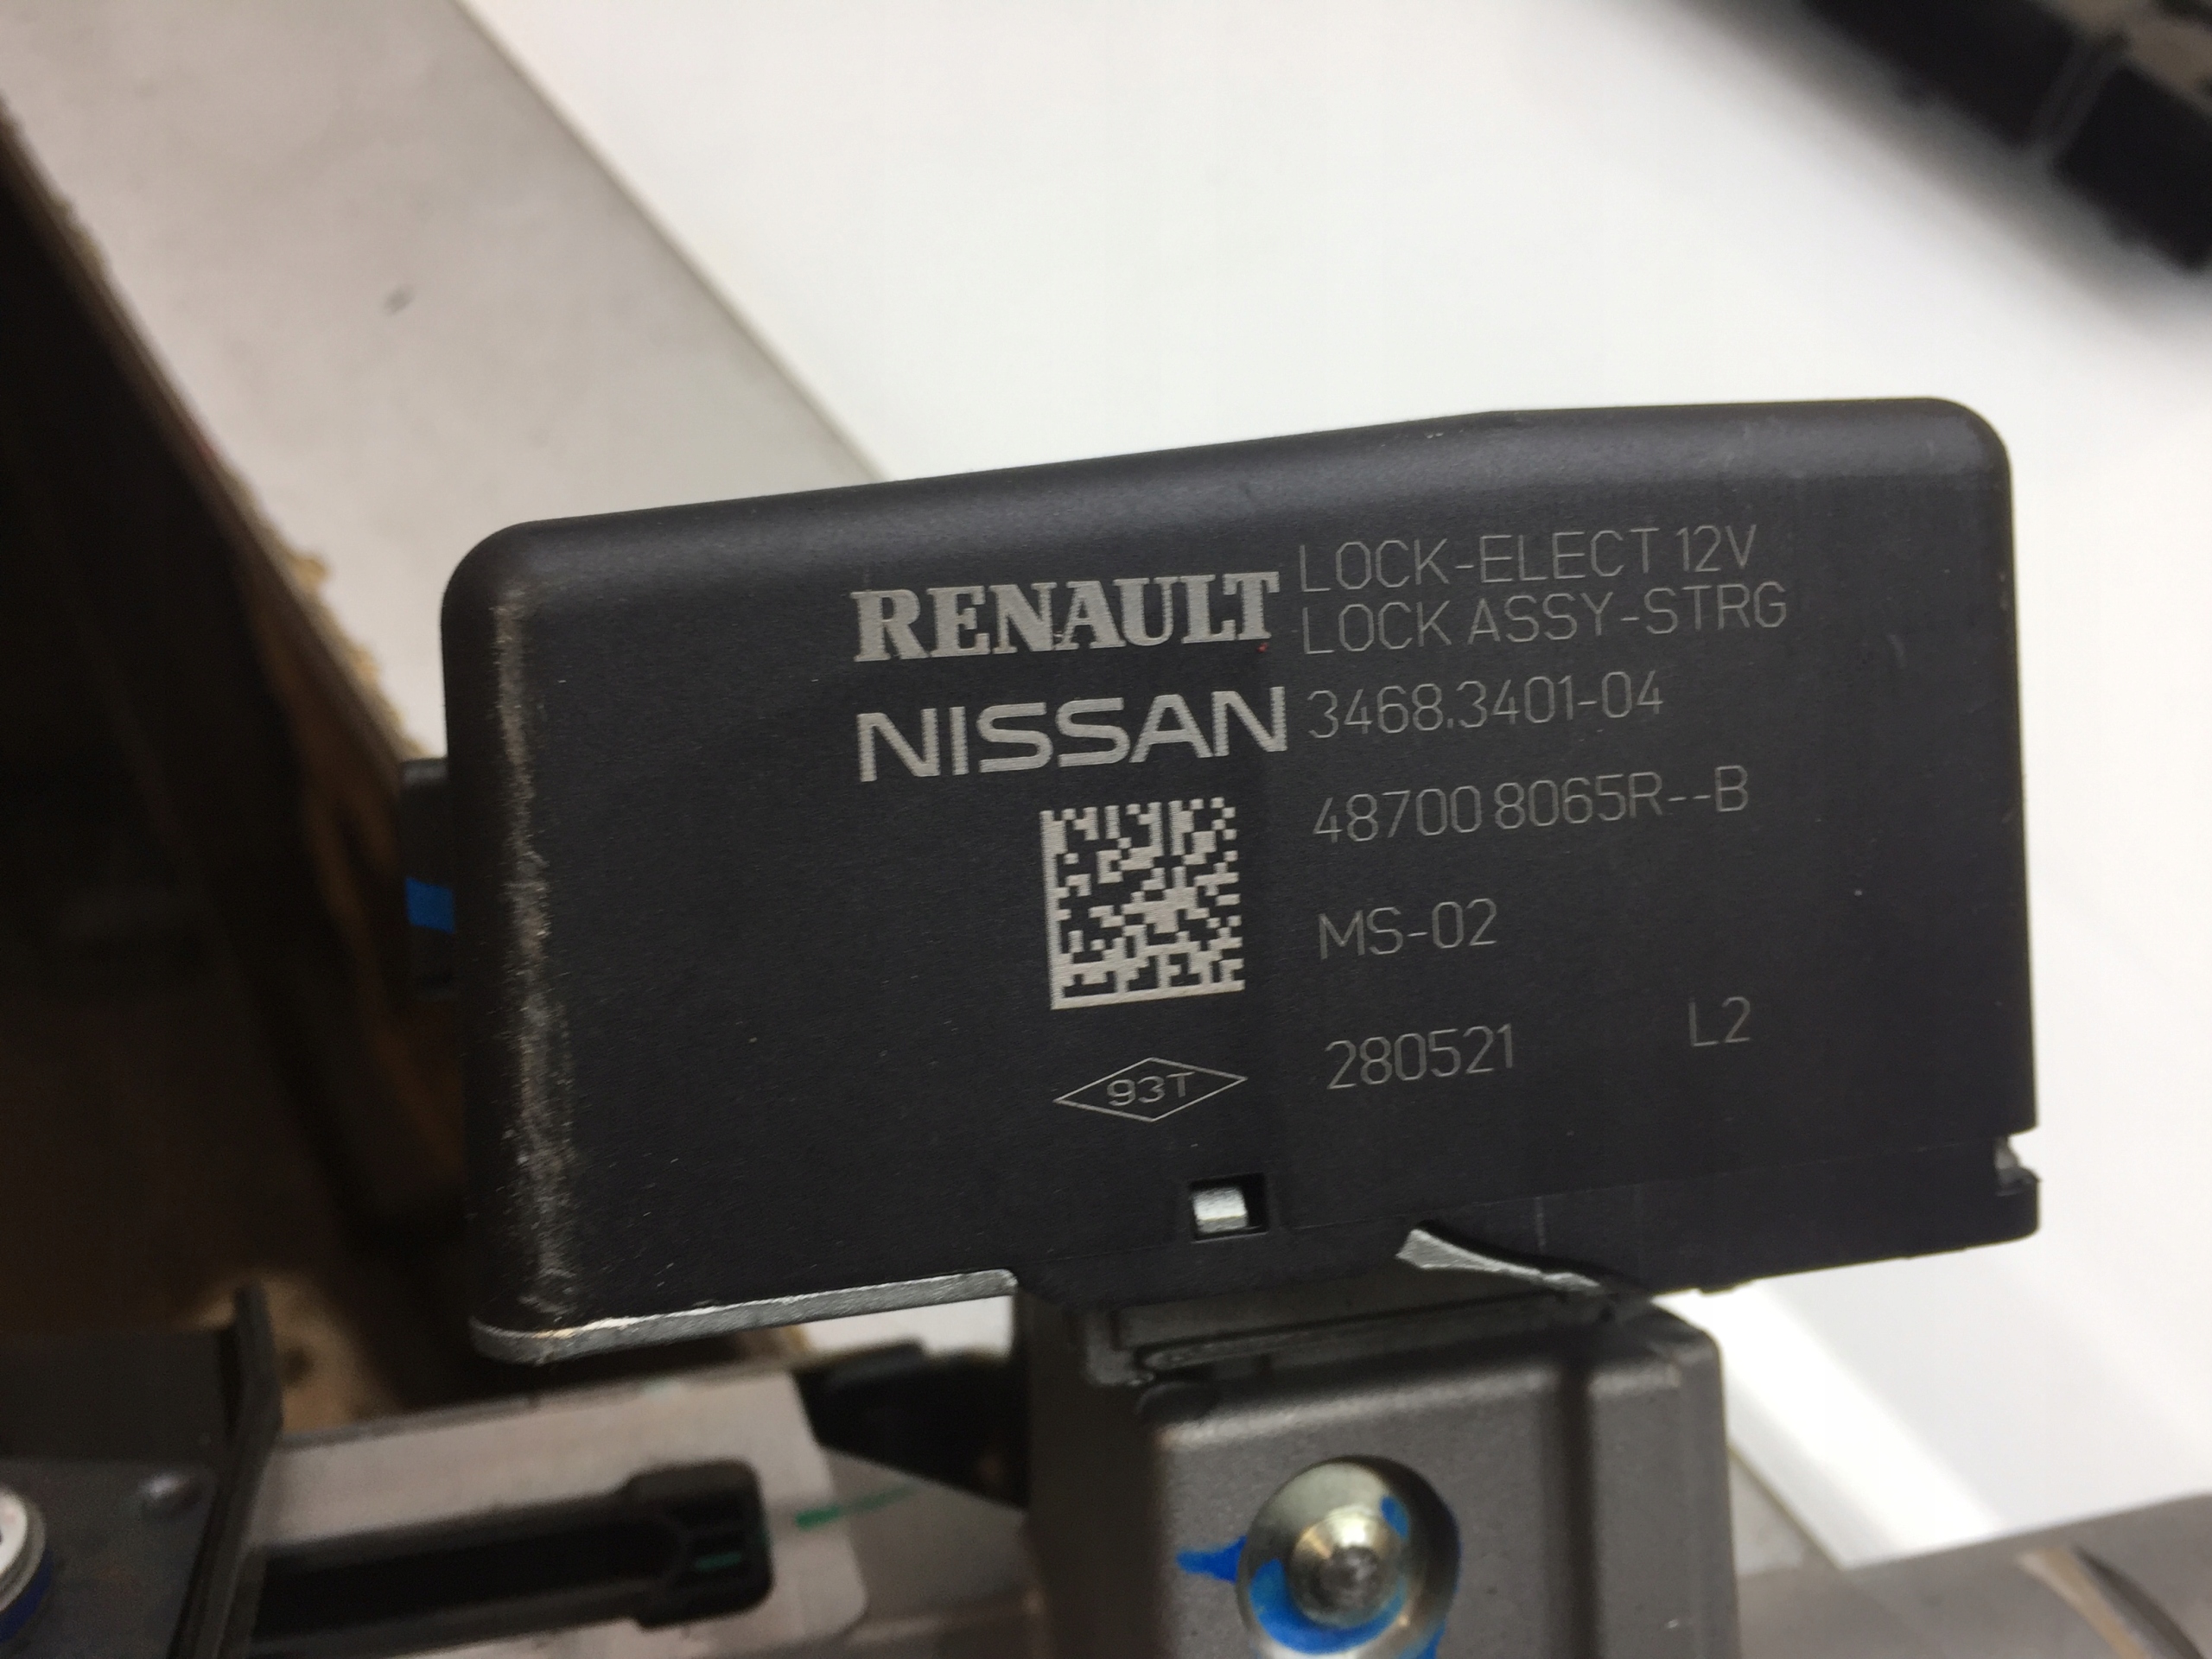 RENAULT LOCK-ELECT 12V
LOCK ASSY-STRG
NISSAN 3468.3401-04
48700 8065R--B
MS-02
93T 280521 L2